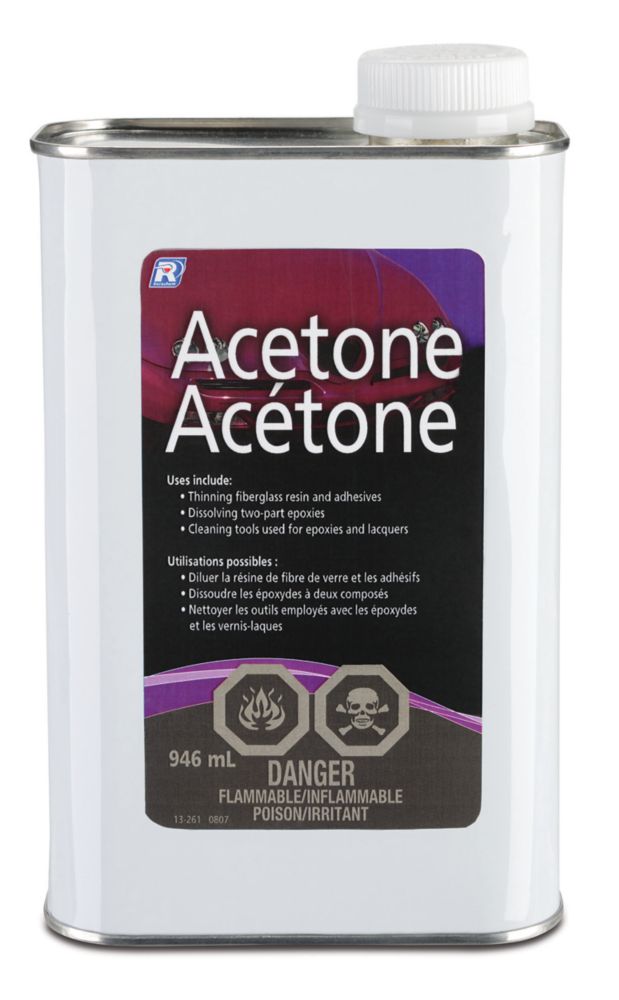 R
Acetone
Acétone
Uses include:
• Thinning fiberglass resin and adhesives
• Dissolving two-part epoxies
• Cleaning tools used for epoxies and lacquers
Utilisations possibles :
• Diluer la résine de fibre de verre et les adhésifs
• Dissoudre les époxydes à deux composés
• Nettoyer les outils employés avec les époxydes
et les vernis-laques
946 mL
DANGER
FLAMMABLE/INFLAMMABLE
POISON/IRRITANT
13-261 0807